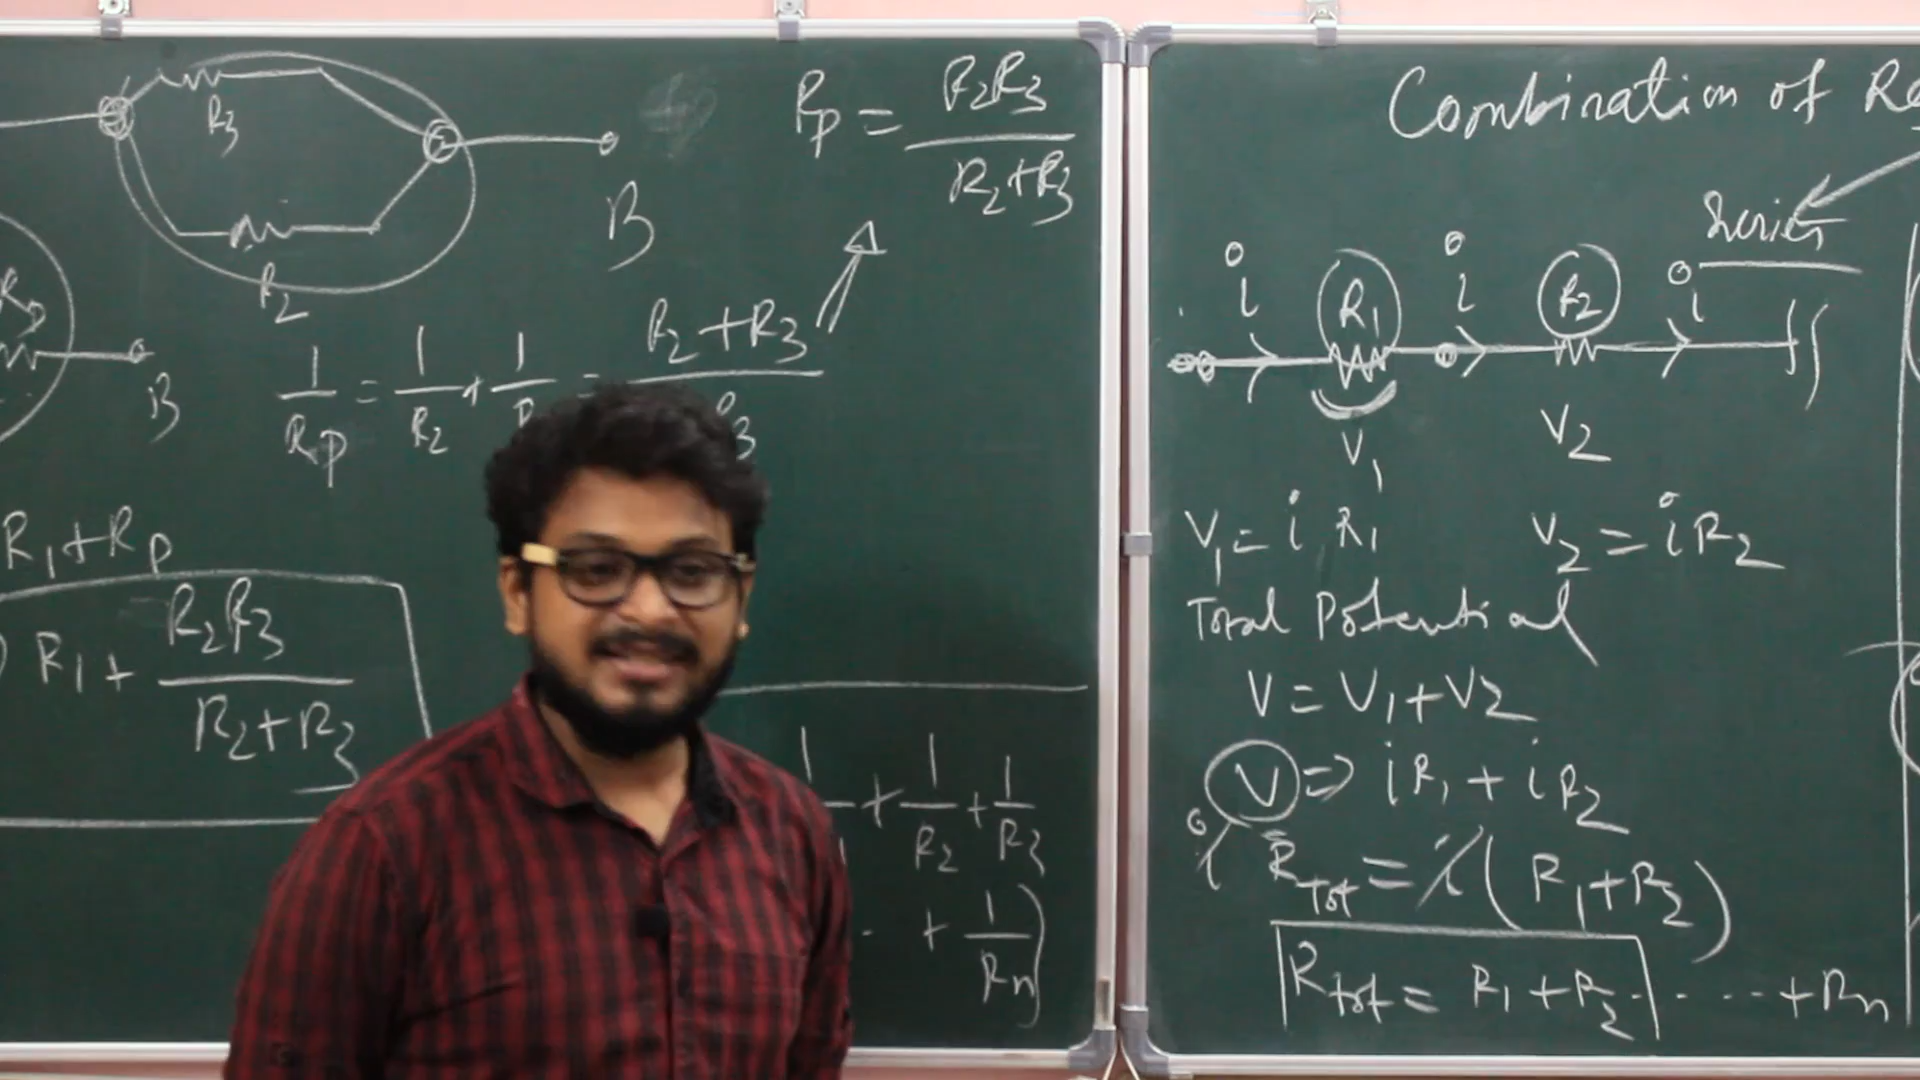 R3
R2
B
Rp = R2R3 / R2+R3
B
1/Rp = 1/R2 + 1/R = R2+R3 / 3
R1+Rp
R1 + R2R3 / R2+R3
+ 1/R2 + 1/R3
+ 1/Rn)
Combination of Re
Series
i i i
R1 R2
V1 V2
V1 = i R1 V2 = i R2
Total Potential
V = V1+V2
V => iR1 + iR2
i Rtot = i(R1+R2)
Rtot = R1 + R2 - - - - + Rn